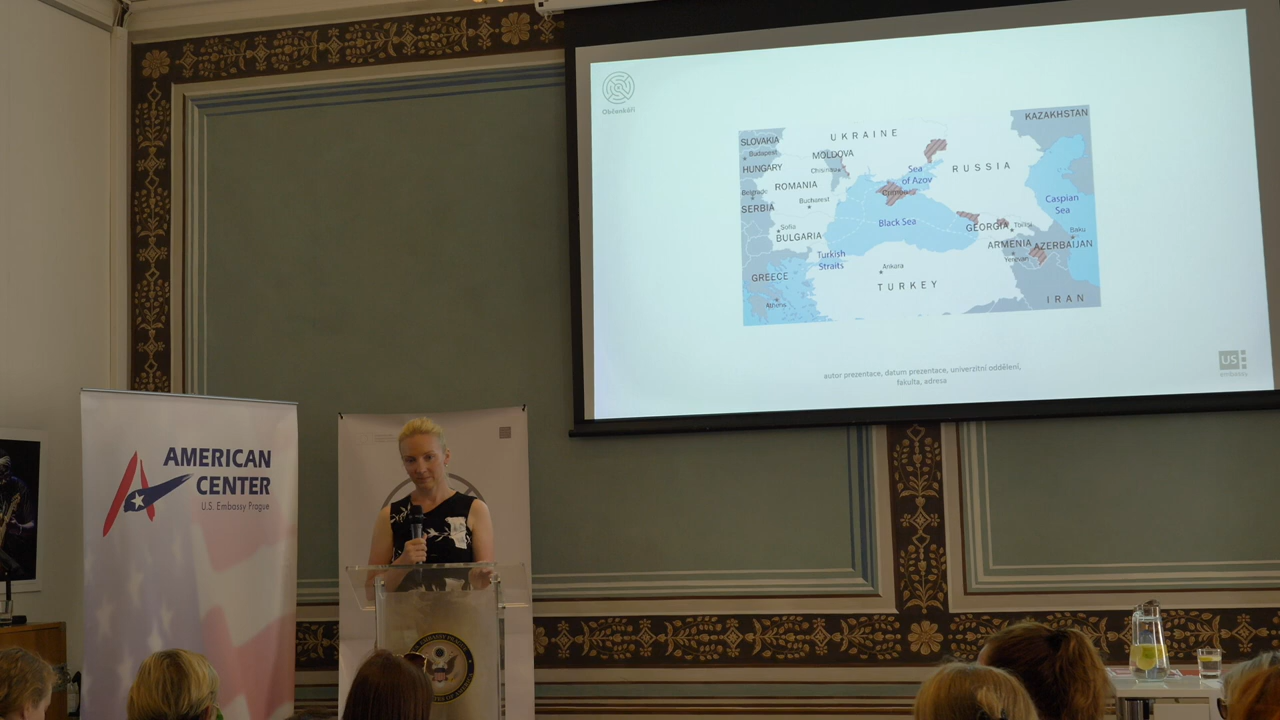 Občankáři
KAZAKHSTAN
UKRAINE
SLOVAKIA
Budapest
MOLDOVA
HUNGARY
Chisinau
Sea
of Azov
RUSSIA
ROMANIA
Belgrade
Crimea
Bucharest
Caspian
Sea
SERBIA
Black Sea
Sofia
GEORGIA
Tbilisi
Baku
BULGARIA
ARMENIA
AZERBAIJAN
Turkish
Straits
Yerevan
Ankara
GREECE
TURKEY
IRAN
Athens
autor prezentace, datum prezentace, univerzitní oddělení,
fakulta, adresa
US
embassy
AMERICAN
CENTER
U.S. Embassy Prague